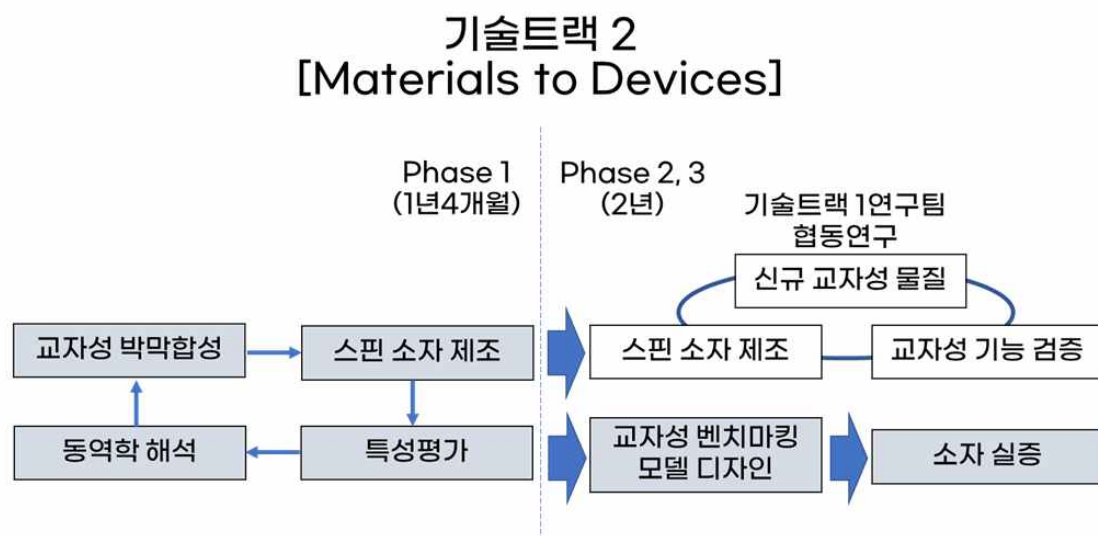 기술트랙 2
[Materials to Devices]
Phase 1
(1년4개월)
Phase 2, 3
(2년)
기술트랙 1연구팀
협동연구
신규 교자성 물질
교자성 박막합성
스핀 소자 제조
스핀 소자 제조
교자성 기능 검증
동역학 해석
특성평가
교자성 벤치마킹
모델 디자인
소자 실증